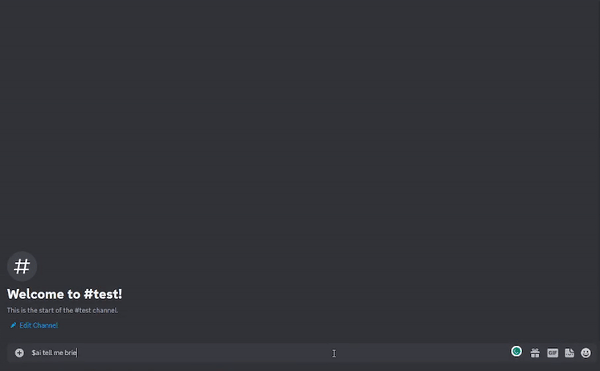 #
Welcome to #test!
This is the start of the #test channel.
Edit Channel
$ai tell me brie
GIF